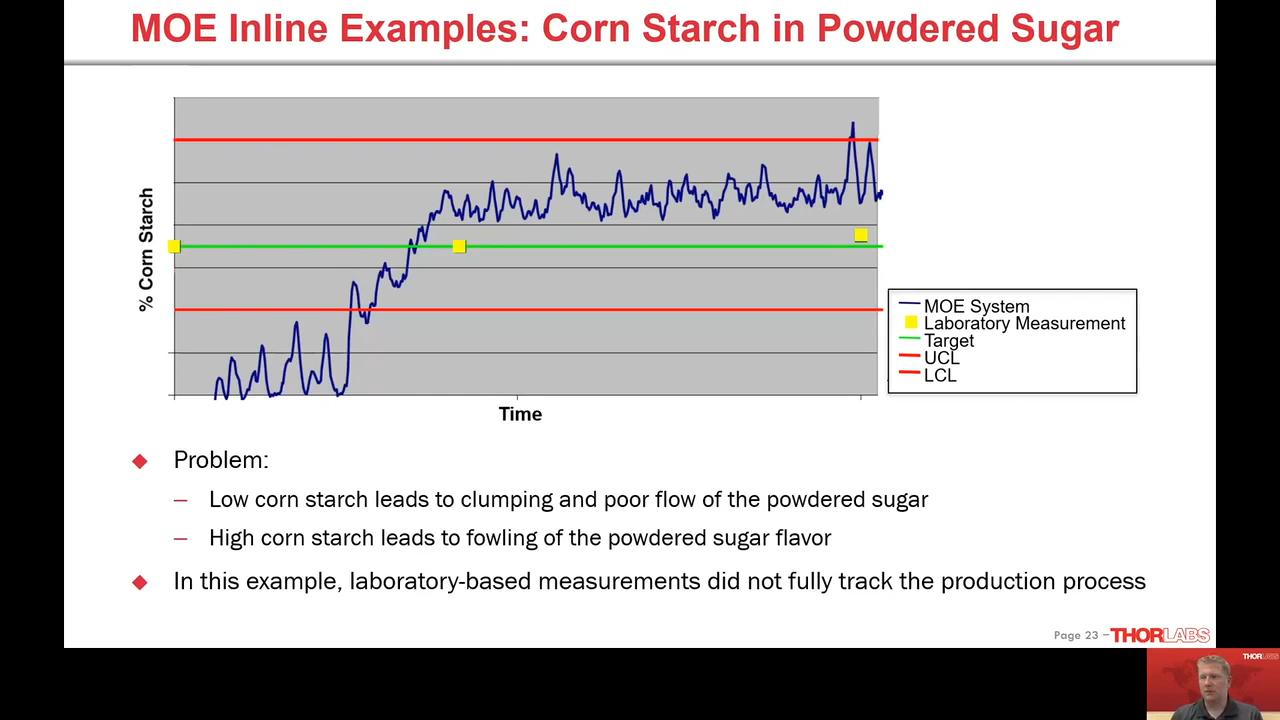 MOE Inline Examples: Corn Starch in Powdered Sugar
% Corn Starch
MOE System
Laboratory Measurement
Target
UCL
LCL
Time
Problem:
– Low corn starch leads to clumping and poor flow of the powdered sugar
– High corn starch leads to fowling of the powdered sugar flavor
In this example, laboratory-based measurements did not fully track the production process
Page 23 – THORLABS
THORLABS